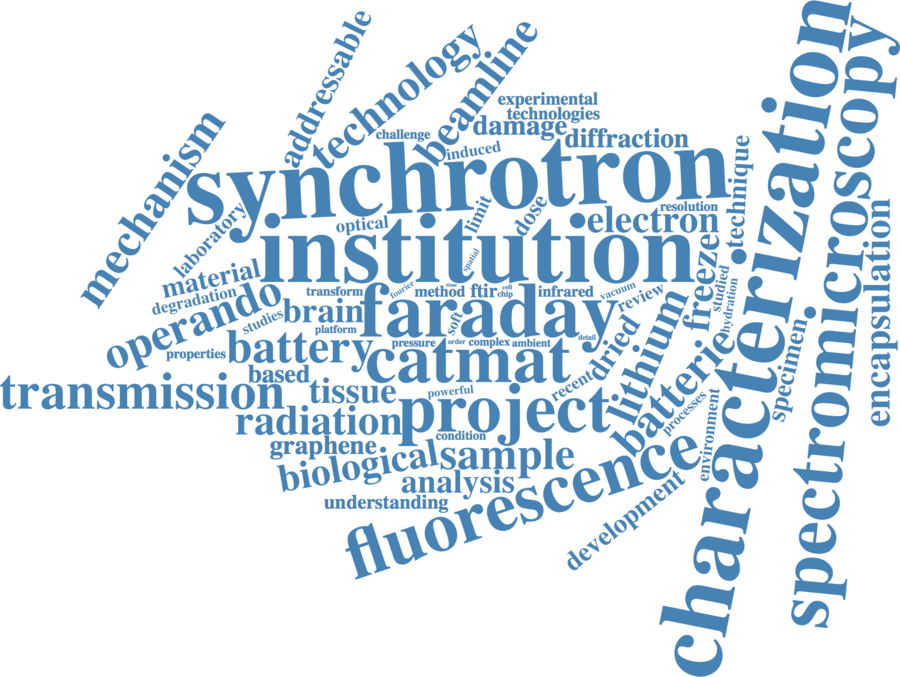 addressable
technology
beamline
mechanism
experimental
technologies
challenge
damage
diffraction
induced
synchrotron
characterization
spectromicroscopy
technique
laboratory
optical
limit
dose
resolution
electron
institution
spatial
material
degradation
operando
transform
fourier
method
time
ftir
cell
chip
infrared
vacuum
review
freeze
studied
hydration
encapsulation
studies
brain
platform
faraday
soft
properties
battery
pressure
order
complex
ambient
detail
dried
lithium
batterie
specimen
catmat
based
transmission
tissue
powerful
recent
processes
project
radiation
condition
environment
graphene
biological
sample
analysis
understanding
fluorescence
development